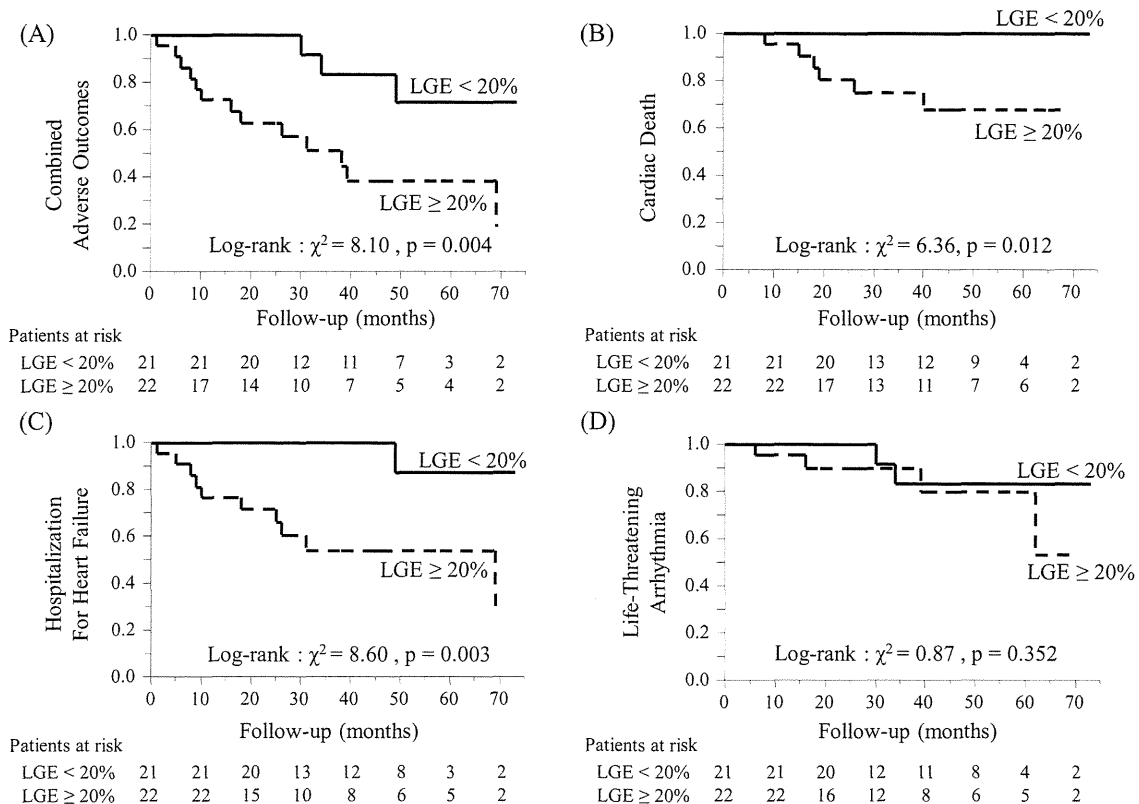 (A)
Combined
Adverse Outcomes
1.0
0.8
0.6
0.4
0.2
0.0
LGE < 20%
LGE ≥ 20%
Log-rank : χ² = 8.10 , p = 0.004
0 10 20 30 40 50 60 70
Follow-up (months)
Patients at risk
LGE < 20% 21 21 20 12 11 7 3 2
LGE ≥ 20% 22 17 14 10 7 5 4 2
(B)
Cardiac Death
1.0
0.8
0.6
0.4
0.2
0.0
LGE < 20%
LGE ≥ 20%
Log-rank : χ² = 6.36, p = 0.012
0 10 20 30 40 50 60 70
Follow-up (months)
Patients at risk
LGE < 20% 21 21 20 13 12 9 4 2
LGE ≥ 20% 22 22 17 13 11 7 6 2
(C)
Hospitalization
For Heart Failure
1.0
0.8
0.6
0.4
0.2
0.0
LGE < 20%
LGE ≥ 20%
Log-rank : χ² = 8.60 , p = 0.003
0 10 20 30 40 50 60 70
Follow-up (months)
Patients at risk
LGE < 20% 21 21 20 13 12 8 3 2
LGE ≥ 20% 22 22 15 10 8 6 5 2
(D)
Life-Threatening
Arrhythmia
1.0
0.8
0.6
0.4
0.2
0.0
LGE < 20%
LGE ≥ 20%
Log-rank : χ² = 0.87 , p = 0.352
0 10 20 30 40 50 60 70
Follow-up (months)
Patients at risk
LGE < 20% 21 21 20 12 11 8 4 2
LGE ≥ 20% 22 22 16 12 8 6 5 2